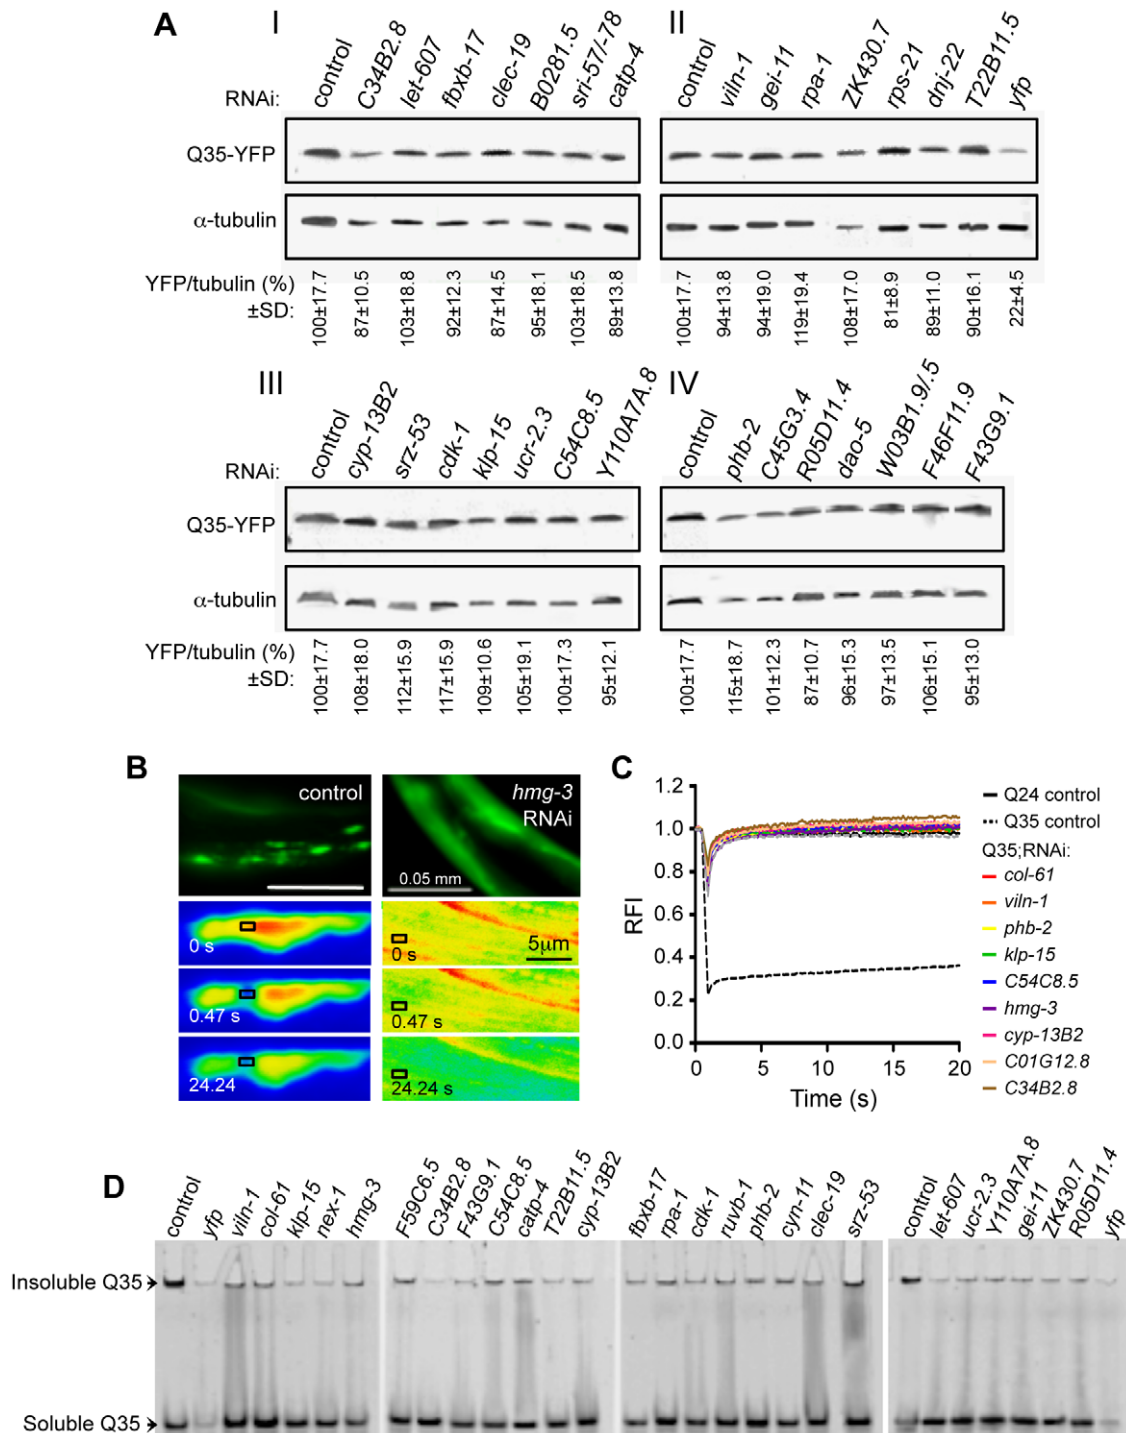 A
I
II
RNAi:
control
C34B2.8
let-607
fbxb-17
clec-19
B0281.5
sri-57/-78
catp-4
control
viln-1
gei-11
rpa-1
ZK430.7
rps-21
dnj-22
T22B11.5
yfp
Q35-YFP
α-tubulin
YFP/tubulin (%)
±SD:
100±17.7
87±10.5
103±18.8
92±12.3
87±14.5
95±18.1
103±18.5
89±13.8
100±17.7
94±13.8
94±19.0
119±19.4
108±17.0
81±8.9
89±11.0
90±16.1
22±4.5
III
IV
RNAi:
control
cyp-13B2
srz-53
cdk-1
klp-15
ucr-2.3
C54C8.5
Y110A7A.8
control
phb-2
C45G3.4
R05D11.4
dao-5
W03B1.9/.5
F46F11.9
F43G9.1
Q35-YFP
α-tubulin
YFP/tubulin (%)
±SD:
100±17.7
108±18.0
112±15.9
117±15.9
109±10.6
105±19.1
100±17.3
95±12.1
100±17.7
115±18.7
101±12.3
87±10.7
96±15.3
97±13.5
106±15.1
95±13.0
B
control
hmg-3
RNAi
0.05 mm
0 s
0.47 s
24.24
0 s
5μm
0.47 s
24.24 s
C
RFI
1.2
1.0
0.8
0.6
0.4
0.2
0.0
0
5
10
15
20
Time (s)
Q24 control
Q35 control
Q35;RNAi:
col-61
viln-1
phb-2
klp-15
C54C8.5
hmg-3
cyp-13B2
C01G12.8
C34B2.8
D
control
yfp
viln-1
col-61
klp-15
nex-1
hmg-3
F59C6.5
C34B2.8
F43G9.1
C54C8.5
catp-4
T22B11.5
cyp-13B2
fbxb-17
rpa-1
cdk-1
ruvb-1
phb-2
cyn-11
clec-19
srz-53
control
let-607
ucr-2.3
Y110A7A.8
gei-11
ZK430.7
R05D11.4
yfp
Insoluble Q35
Soluble Q35